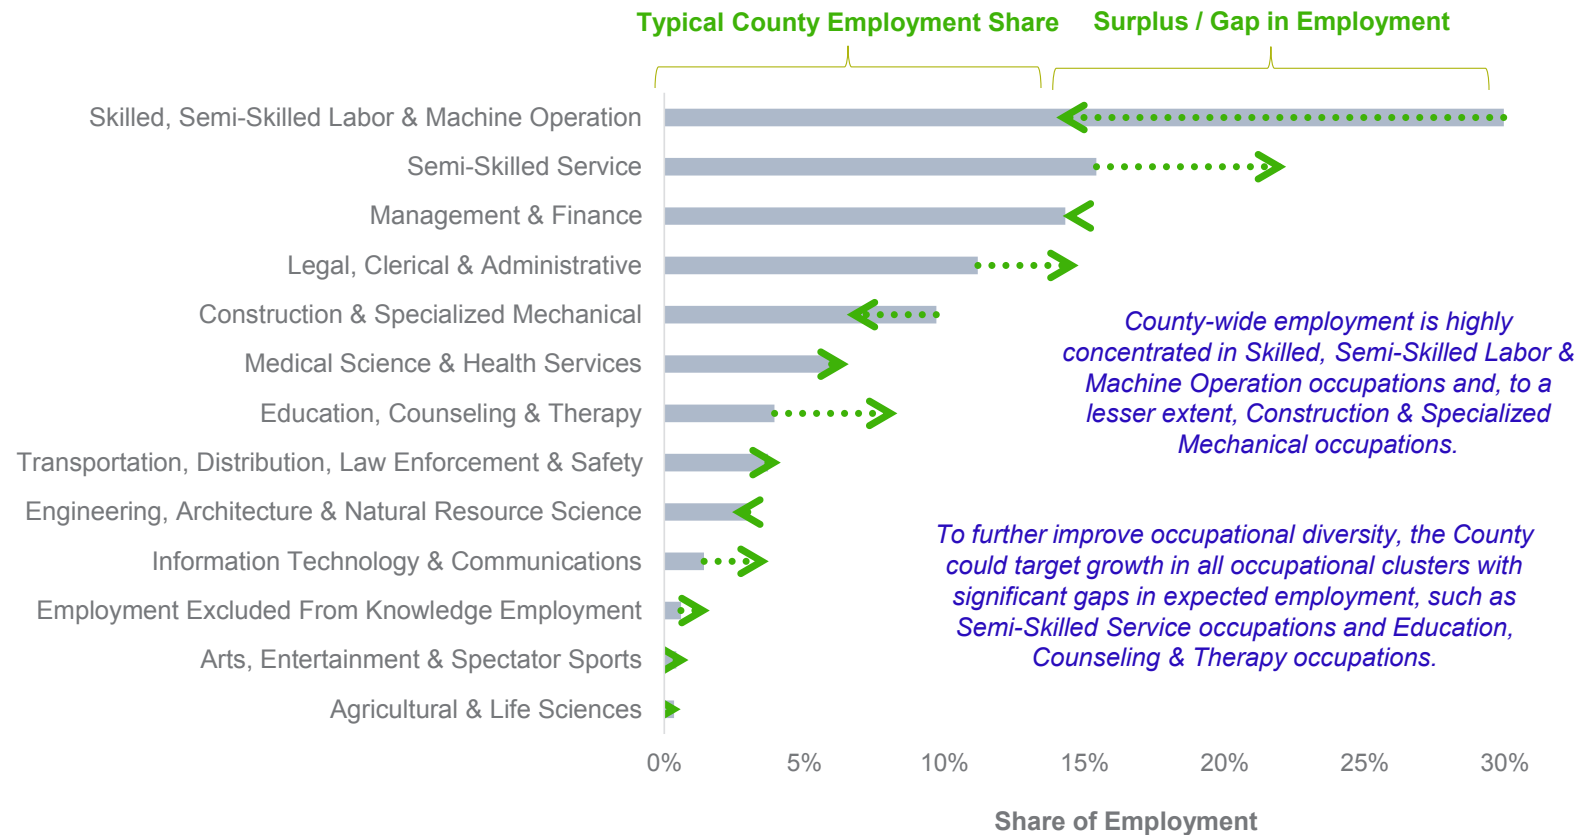 Typical County Employment Share
Surplus / Gap in Employment
Skilled, Semi-Skilled Labor & Machine Operation
Semi-Skilled Service
Management & Finance
Legal, Clerical & Administrative
Construction & Specialized Mechanical
Medical Science & Health Services
Education, Counseling & Therapy
Transportation, Distribution, Law Enforcement & Safety
Engineering, Architecture & Natural Resource Science
Information Technology & Communications
Employment Excluded From Knowledge Employment
Arts, Entertainment & Spectator Sports
Agricultural & Life Sciences
County-wide employment is highly
concentrated in Skilled, Semi-Skilled Labor &
Machine Operation occupations and, to a
lesser extent, Construction & Specialized
Mechanical occupations.
To further improve occupational diversity, the County
could target growth in all occupational clusters with
significant gaps in expected employment, such as
Semi-Skilled Service occupations and Education,
Counseling & Therapy occupations.
0% 5% 10% 15% 20% 25% 30%
Share of Employment